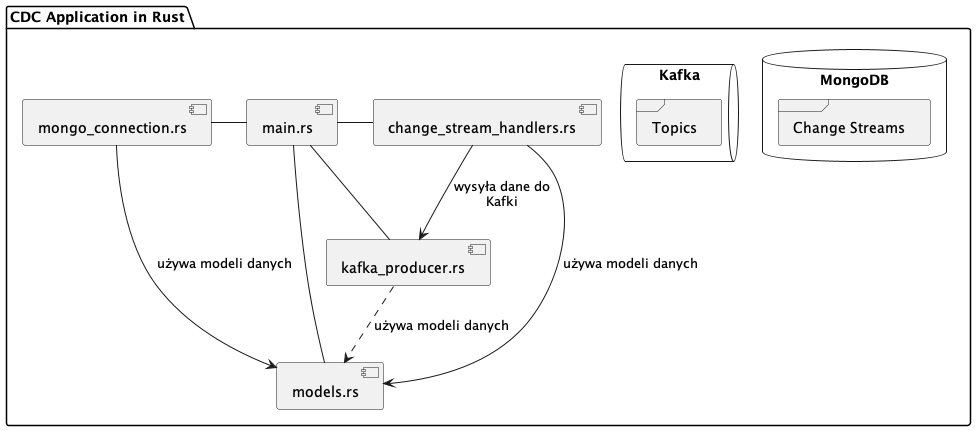 CDC Application in Rust
Kafka
MongoDB
mongo_connection.rs
main.rs
change_stream_handlers.rs
Topics
Change Streams
wysyła dane do
Kafki
używa modeli danych
kafka_producer.rs
używa modeli danych
używa modeli danych
models.rs